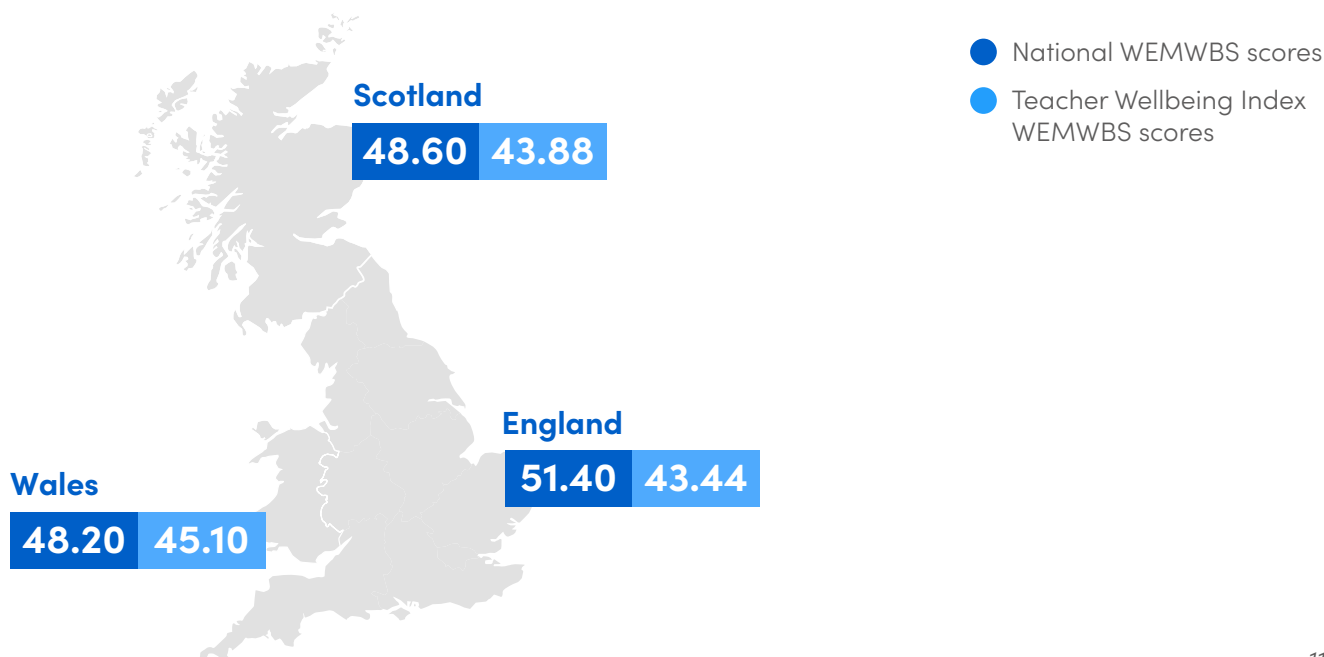 National WEMWBS scores
Teacher Wellbeing Index
WEMWBS scores
Scotland
48.60 43.88
England
51.40 43.44
Wales
48.20 45.10
11